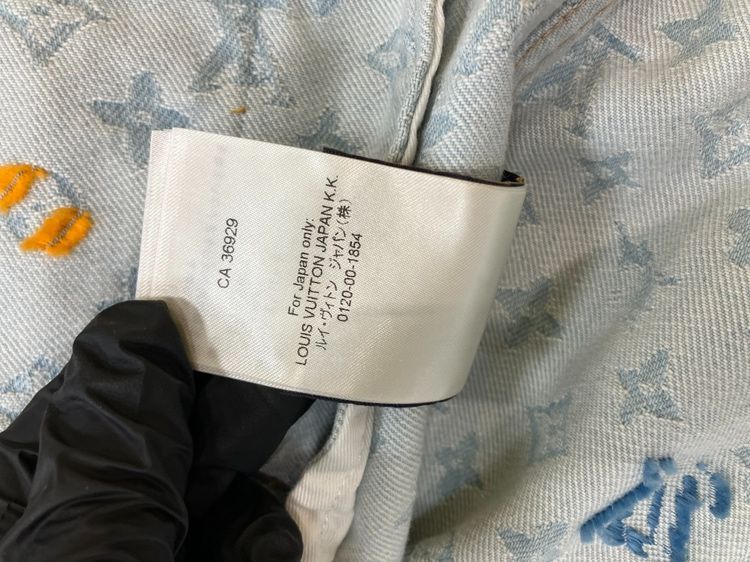 For Japan only:
LOUIS VUITTON JAPAN K.K.
ルイ・ヴィトン ジャパン(株)
0120-00-1854
CA 36929